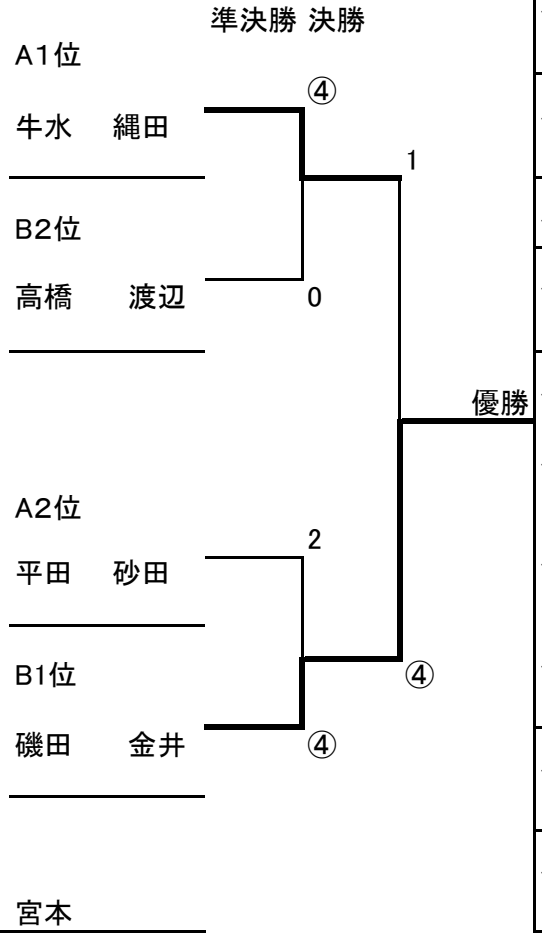 準決勝 決勝
A1位
④
牛水 縄田
1
B2位
高橋 渡辺
0
優勝
A2位
2
平田 砂田
B1位
④
磯田 金井
④
宮本